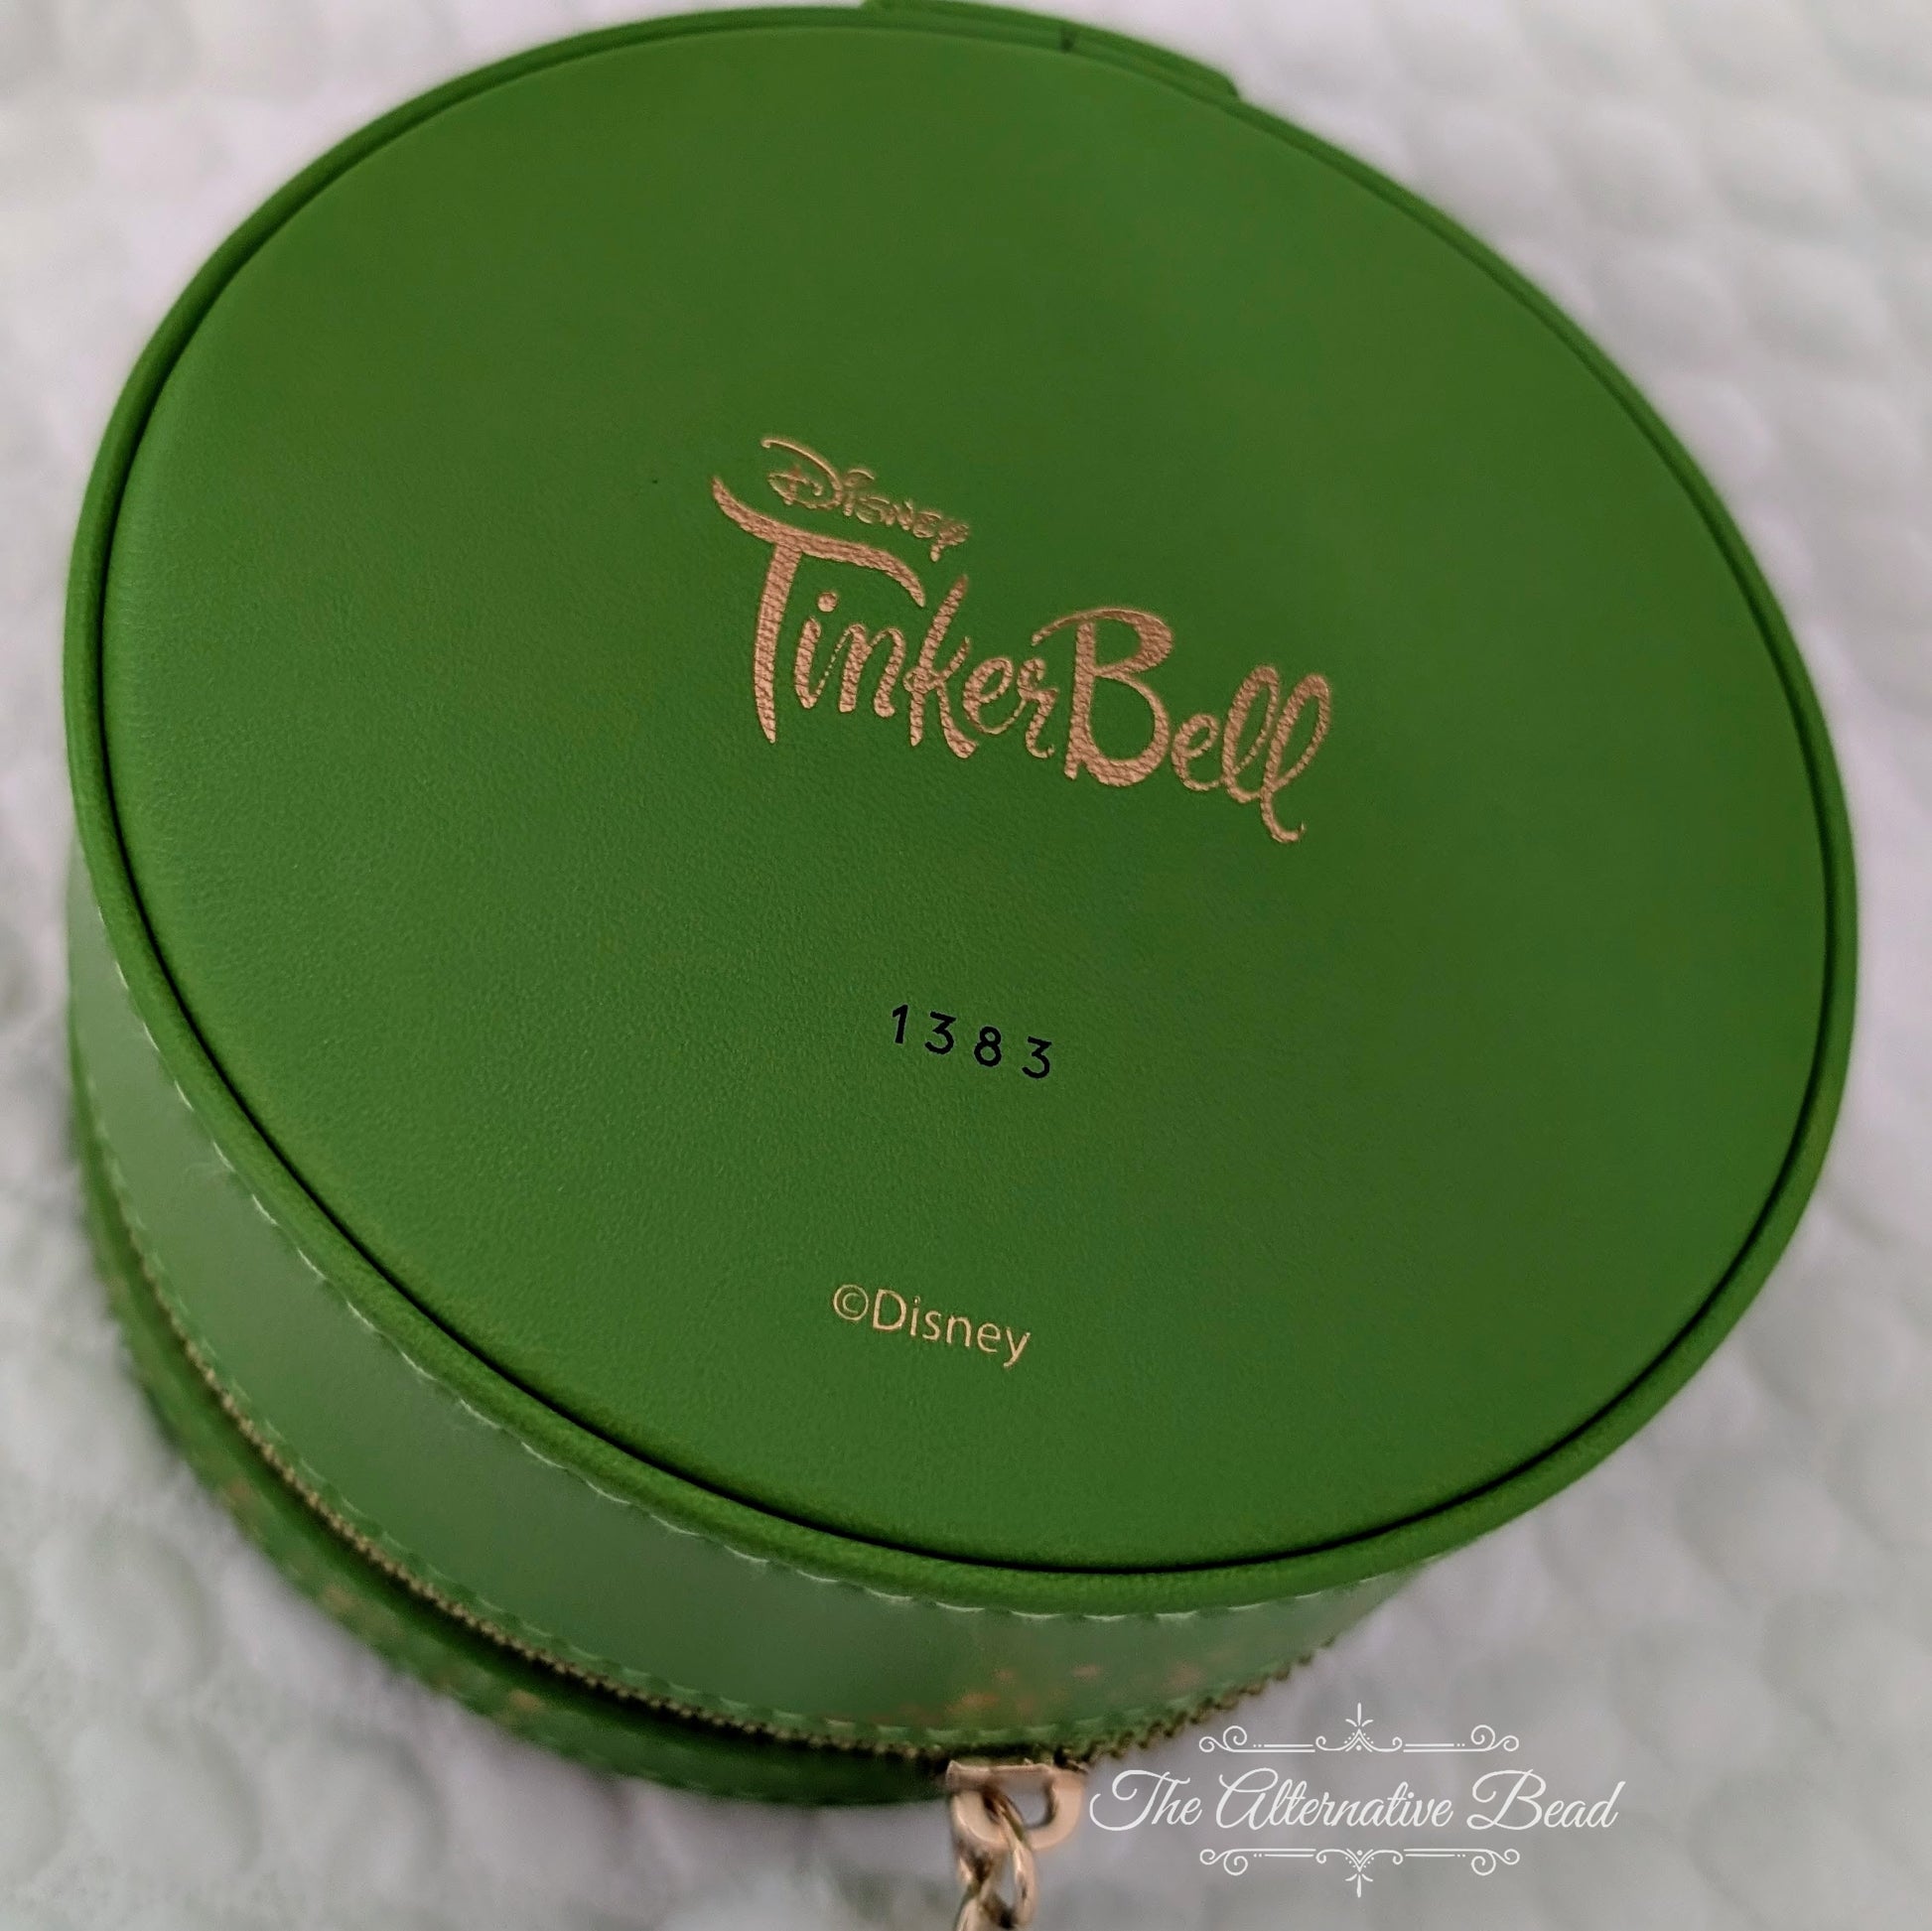 Disney
TinkerBell
1383
©Disney
The Alternative Bead